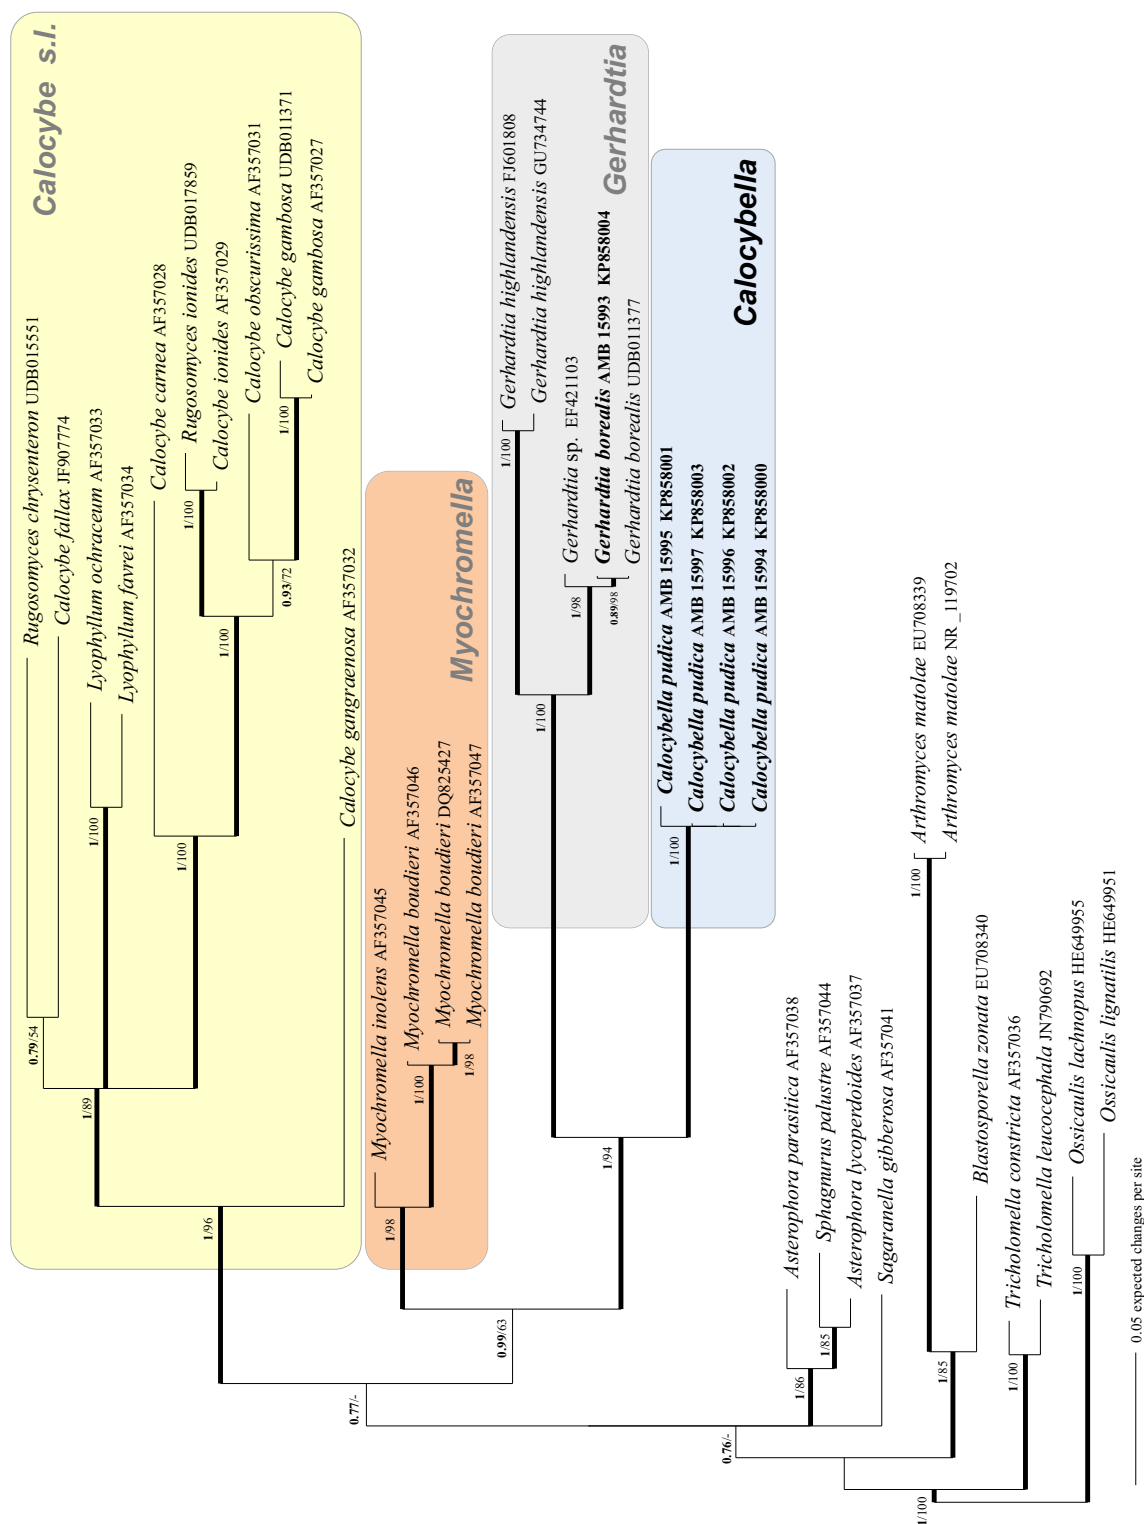 Calocybe s.l.
Rugosomyces chrysenteron UDB015551
Calocybe fallax JF907774
0.79/54
Lyophyllum ochraceum AF357033
Lyophyllum favrei AF357034
1/100
1/89
Calocybe carnea AF357028
Rugosomyces ionides UDB017859
Calocybe ionides AF357029
1/100
Calocybe obscurissima AF357031
Calocybe gambosa UDB011371
Calocybe gambosa AF357027
1/100
0.93/72
1/100
1/100
Calocybe gangraenosa AF357032
1/96
Myochromella
Myochromella inolens AF357045
Myochromella boudieri AF357046
Myochromella boudieri DQ825427
Myochromella boudieri AF357047
1/98
1/100
1/98
Gerhardtia
Gerhardtia highlandensis FJ601808
Gerhardtia highlandensis GU734744
1/100
Gerhardtia sp. EF421103
Gerhardtia borealis AMB 15993 KP858004
Gerhardtia borealis UDB011377
1/98
0.89/98
1/100
Calocybella
Calocybella pudica AMB 15995 KP858001
Calocybella pudica AMB 15997 KP858003
Calocybella pudica AMB 15996 KP858002
Calocybella pudica AMB 15994 KP858000
1/100
1/94
0.99/63
0.77/-
Asterophora parasitica AF357038
Sphagnurus palustre AF357044
Asterophora lycoperdoides AF357037
Sagaranella gibberosa AF357041
1/86
1/85
0.76/-
Arthromyces matolae EU708339
Arthromyces matolae NR_119702
1/100
Blastosporella zonata EU708340
1/85
Tricholomella constricta AF357036
Tricholomella leucocephala JN790692
1/100
Ossicaulis lachnopus HE649955
Ossicaulis lignatilis HE649951
1/100
1/100
0.05 expected changes per site